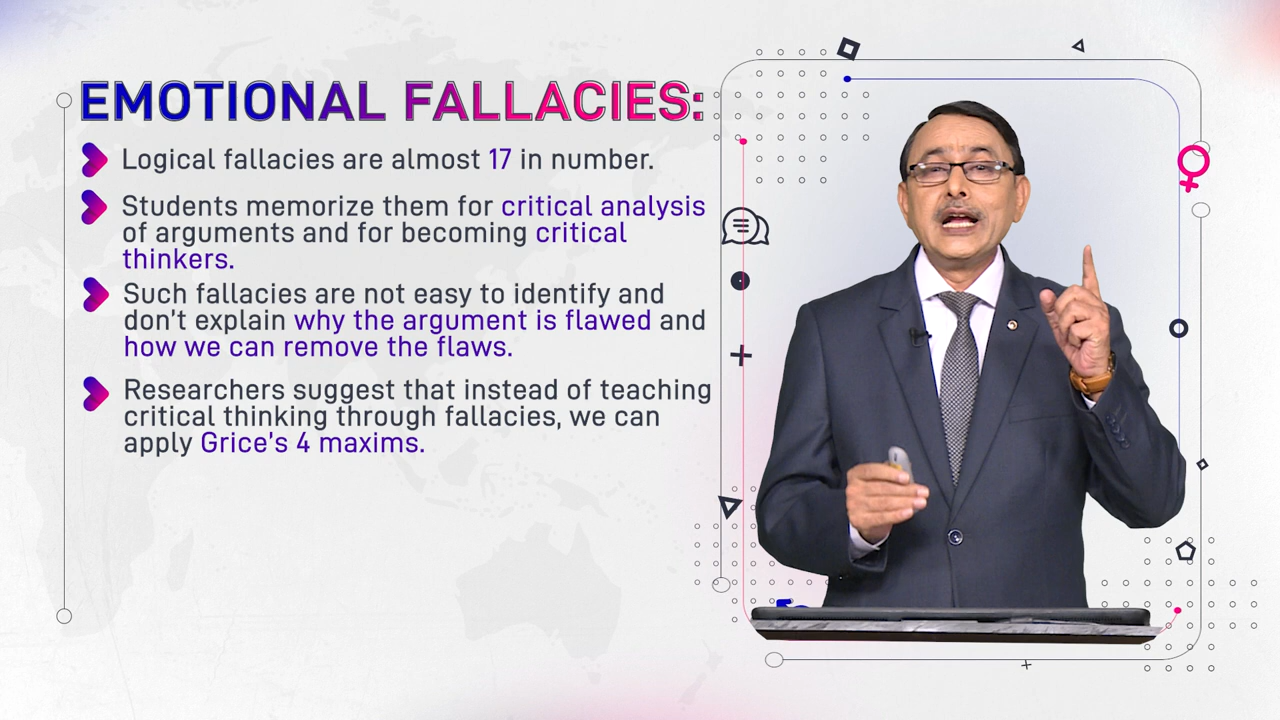 EMOTIONAL FALLACIES:
Logical fallacies are almost 17 in number.
Students memorize them for critical analysis
of arguments and for becoming critical
thinkers.
Such fallacies are not easy to identify and
don't explain why the argument is flawed and
how we can remove the flaws.
Researchers suggest that instead of teaching
critical thinking through fallacies, we can
apply Grice's 4 maxims.